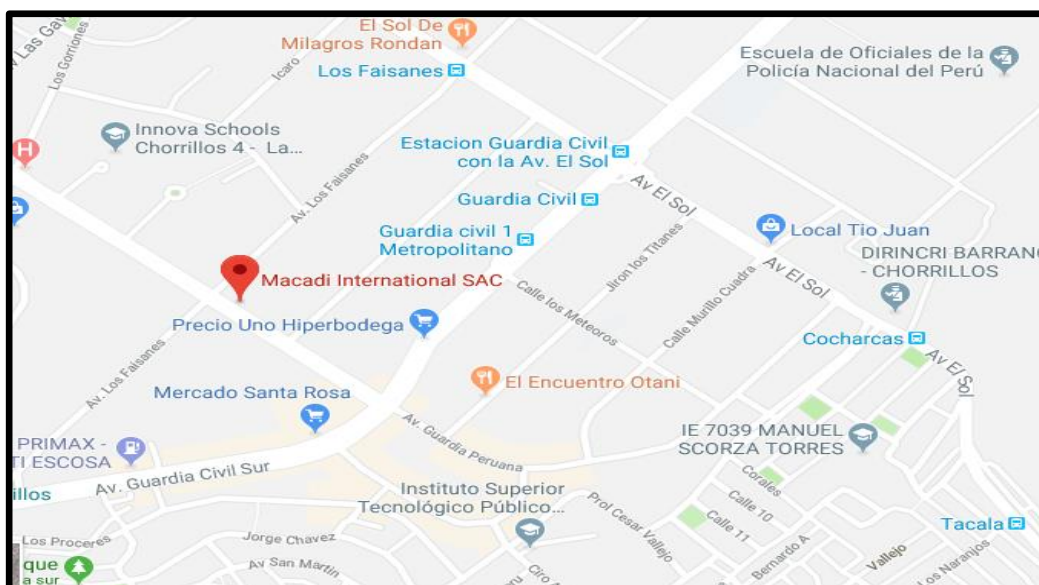 Av Las Gav
Los Gorriones
Icaro
El Sol De
Milagros Rondan
Los Faisanes
Escuela de Oficiales de la
Policía Nacional del Perú
Innova Schools
Chorrillos 4 - La...
H
Av. Los Faisanes
Estacion Guardia Civil
con la Av. El Sol
Av El Sol
Guardia Civil
Guardia civil 1
Metropolitano
Jiron los Titanes
Local Tio Juan
Av El Sol
DIRINCRI BARRANC
- CHORRILLOS
Macadi International SAC
Calle los Meteoros
Calle Murillo Cuadra
Precio Uno Hiperbodega
Cocharcas
Av El Sol
Av. Los Faisanes
El Encuentro Otani
Mercado Santa Rosa
Av. Guardia Peruana
IE 7039 MANUEL
SCORZA TORRES
PRIMAX -
TI ESCOSA
Av. Guardia Civil Sur
illos
Instituto Superior
Tecnológico Público...
Prol Cesar Vallejo
Corales
Calle 10
Calle 11
Tacala
Los Proceres
Jorge Chavez
Av San Martin
Bernardo A
Vallejo
Los Naranjos
que
a sur
Ciro A